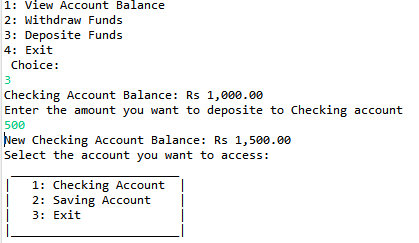 1: View Account Balance
2: Withdraw Funds
3: Deposite Funds
4: Exit
Choice:
3
Checking Account Balance: Rs 1,000.00
Enter the amount you want to deposite to Checking account
500
New Checking Account Balance: Rs 1,500.00
Select the account you want to access:
1: Checking Account
2: Saving Account
3: Exit